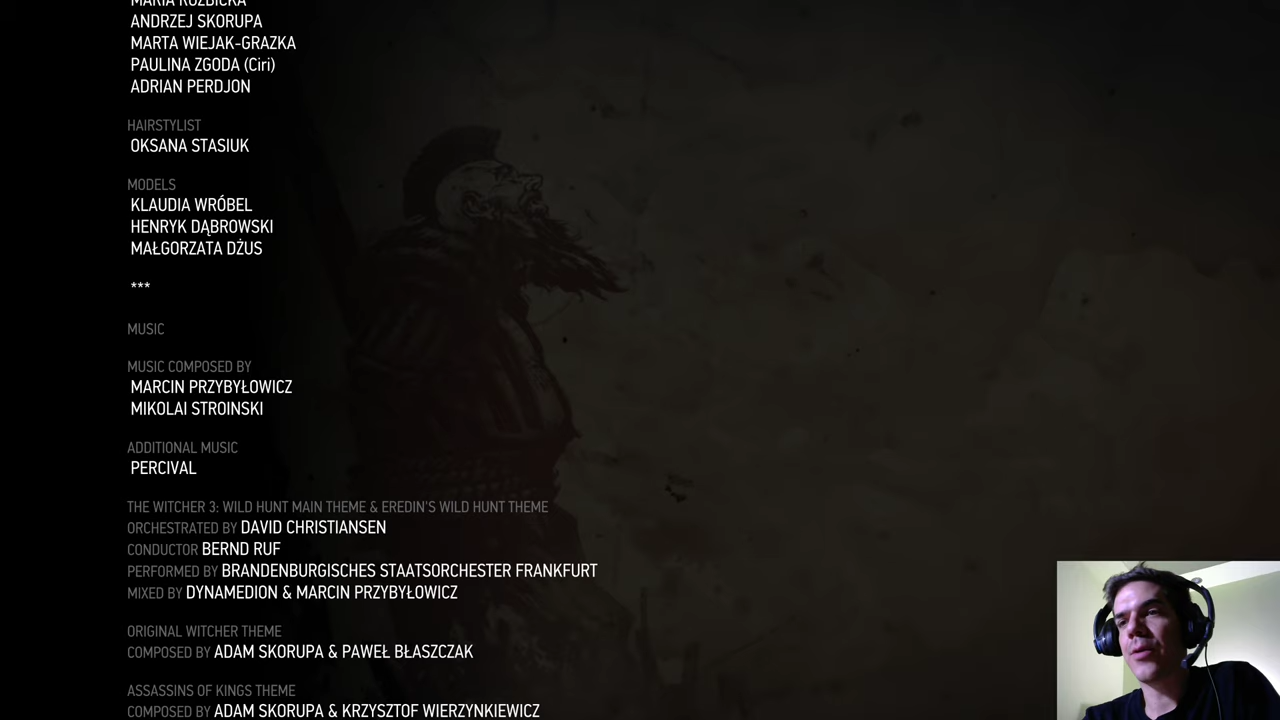 MARIA RUZBICKA
ANDRZEJ SKORUPA
MARTA WIEJAK-GRAZKA
PAULINA ZGODA (Ciri)
ADRIAN PERDJON
HAIRSTYLIST
OKSANA STASIUK
MODELS
KLAUDIA WRÓBEL
HENRYK DĄBROWSKI
MAŁGORZATA DŻUS
***
MUSIC
MUSIC COMPOSED BY
MARCIN PRZYBYŁOWICZ
MIKOLAI STROINSKI
ADDITIONAL MUSIC
PERCIVAL
THE WITCHER 3: WILD HUNT MAIN THEME & EREDIN'S WILD HUNT THEME
ORCHESTRATED BY DAVID CHRISTIANSEN
CONDUCTOR BERND RUF
PERFORMED BY BRANDENBURGISCHES STAATSORCHESTER FRANKFURT
MIXED BY DYNAMEDION & MARCIN PRZYBYŁOWICZ
ORIGINAL WITCHER THEME
COMPOSED BY ADAM SKORUPA & PAWEŁ BŁASZCZAK
ASSASSINS OF KINGS THEME
COMPOSED BY ADAM SKORUPA & KRZYSZTOF WIERZYNKIEWICZ